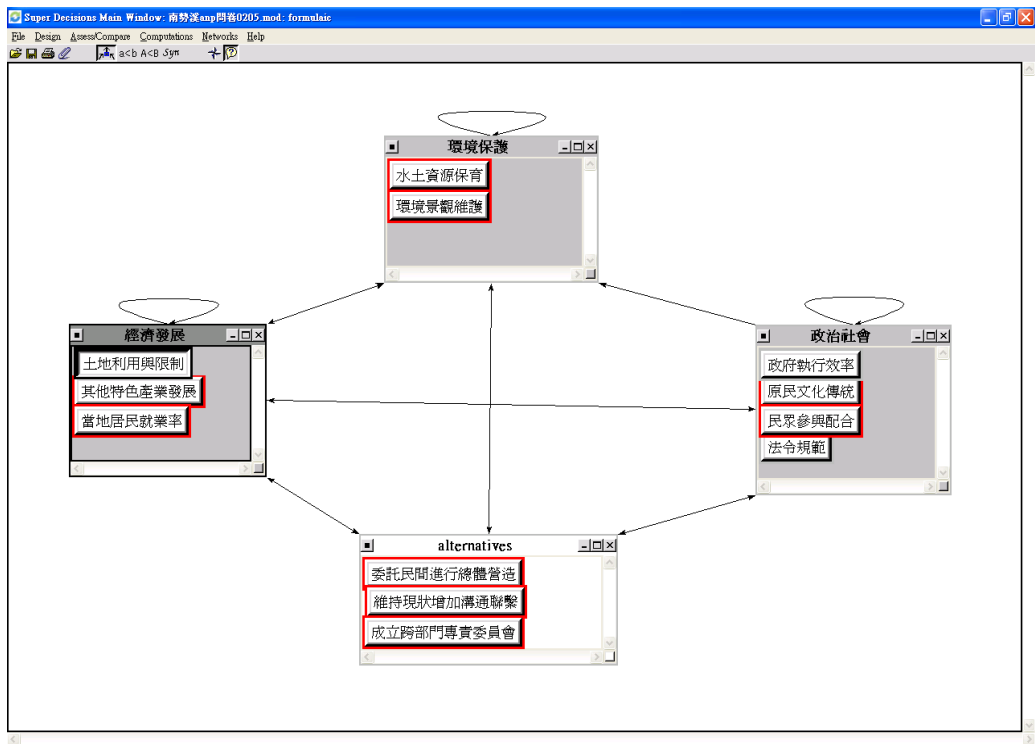 Super Decisions Main Window: 南勢溪anp問卷0205.mod: formulaic
File Design Assess/Compare Computations Networks Help
a<b A<B Syn
環境保護
水土資源保育
環境景觀維護
經濟發展
土地利用與限制
其他特色產業發展
當地居民就業率
政治社會
政府執行效率
原民文化傳統
民眾參與配合
法令規範
alternatives
委託民間進行總體營造
維持現狀增加溝通聯繫
成立跨部門專責委員會